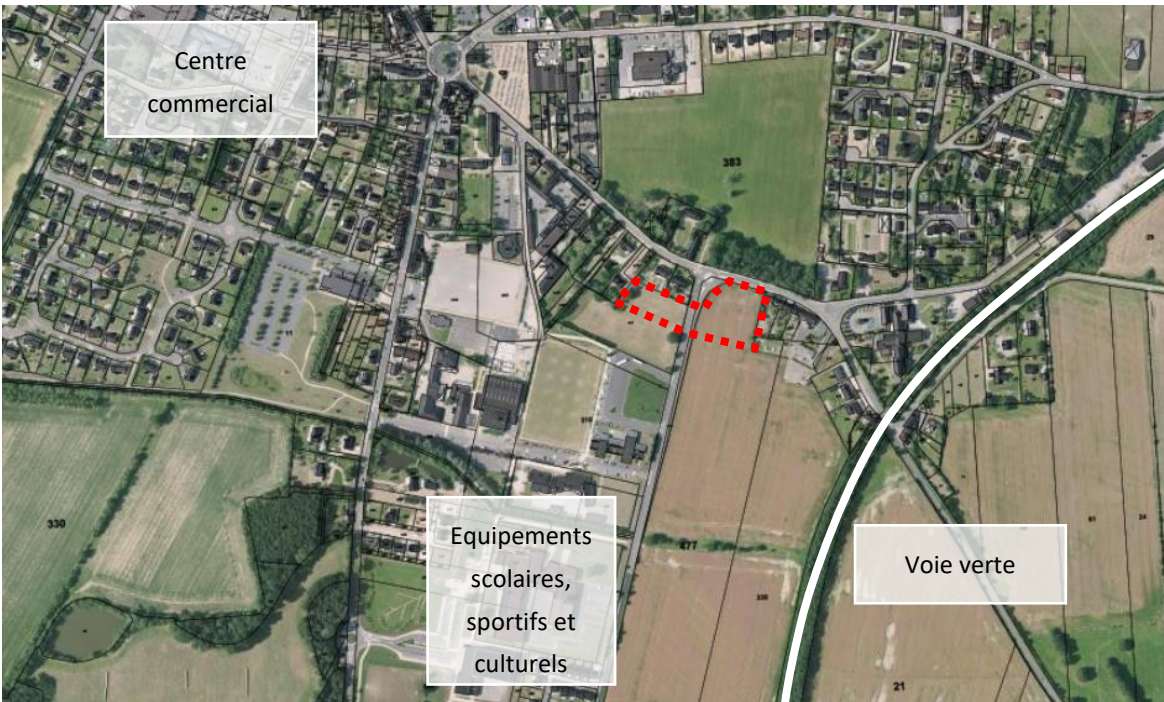 Centre
commercial
383
330
Equipements
scolaires,
sportifs et
culturels
477
Voie verte
21